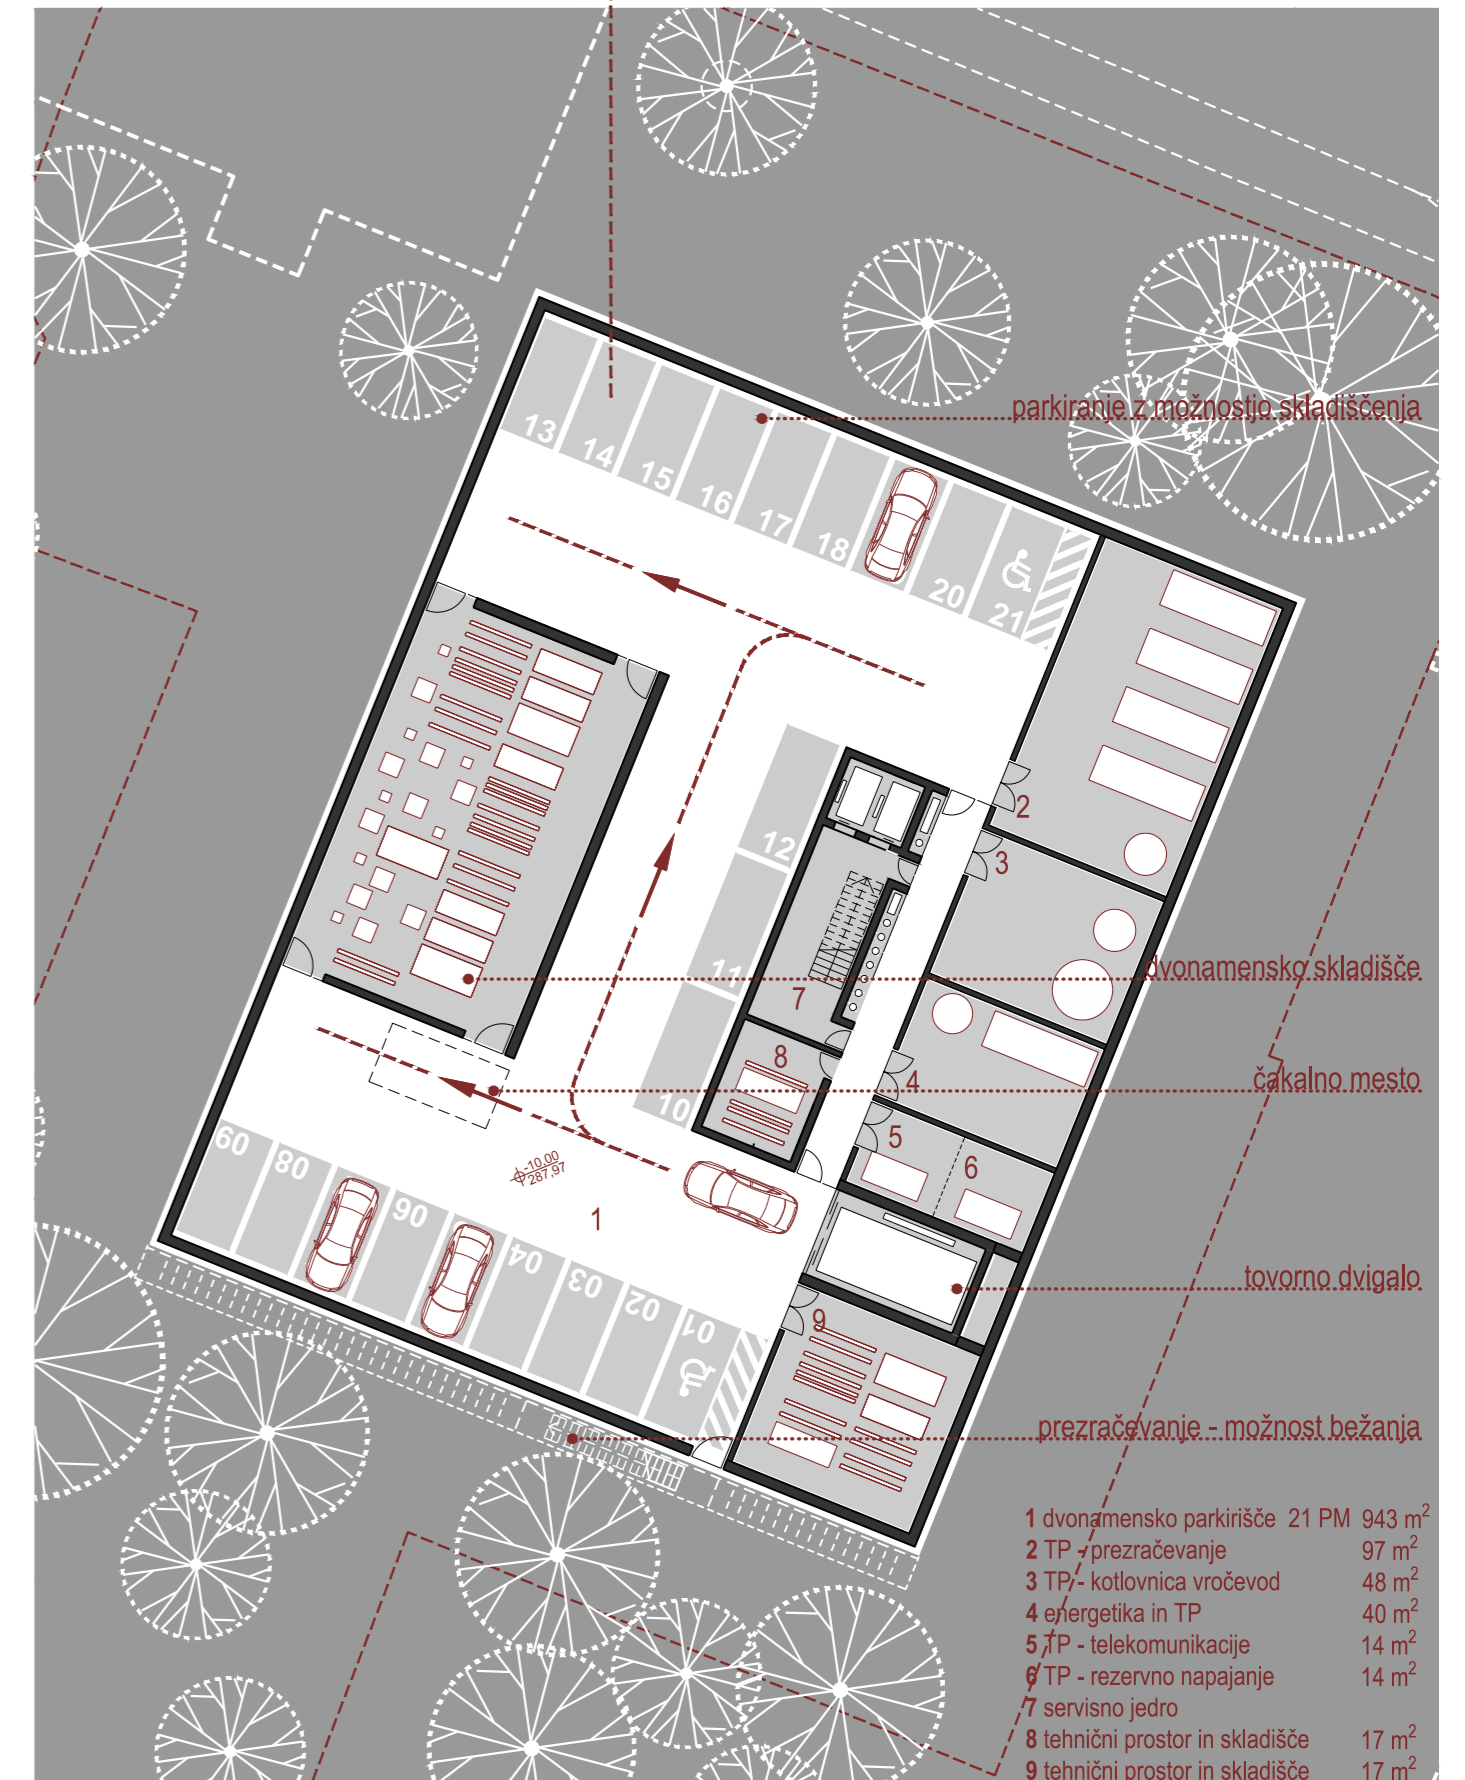 13
14
15
16
17
18
20
21
parkiranje z možnostjo skladiščenja
2
3
12
11
10
7
8
dvonamensko skladišče
4
čakalno mesto
5
6
09
08
06
04
03
02
01
-10,00
287,97
1
tovorno dvigalo
9
prezračevanje - možnost bežanja
1 dvonamensko parkirišče 21 PM 943 m²
2 TP - prezračevanje 97 m²
3 TP - kotlovnica vročevod 48 m²
4 energetika in TP 40 m²
5 TP - telekomunikacije 14 m²
6 TP - rezervno napajanje 14 m²
7 servisno jedro
8 tehnični prostor in skladišče 17 m²
9 tehnični prostor in skladišče 17 m²